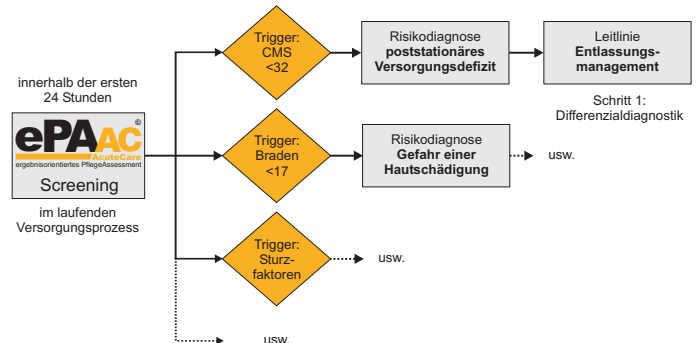 innerhalb der ersten
24 Stunden
©
ePAAC
AcuteCare
ergebnisorientiertes PflegeAssessment
Screening
im laufenden
Versorgungsprozess
Trigger:
CMS
<32
Risikodiagnose
poststationäres
Versorgungsdefizit
Leitlinie
Entlassungs-
management
Schritt 1:
Differenzialdiagnostik
Trigger:
Braden
<17
Risikodiagnose
Gefahr einer
Hautschädigung
usw.
Trigger:
Sturz-
faktoren
usw.
usw.